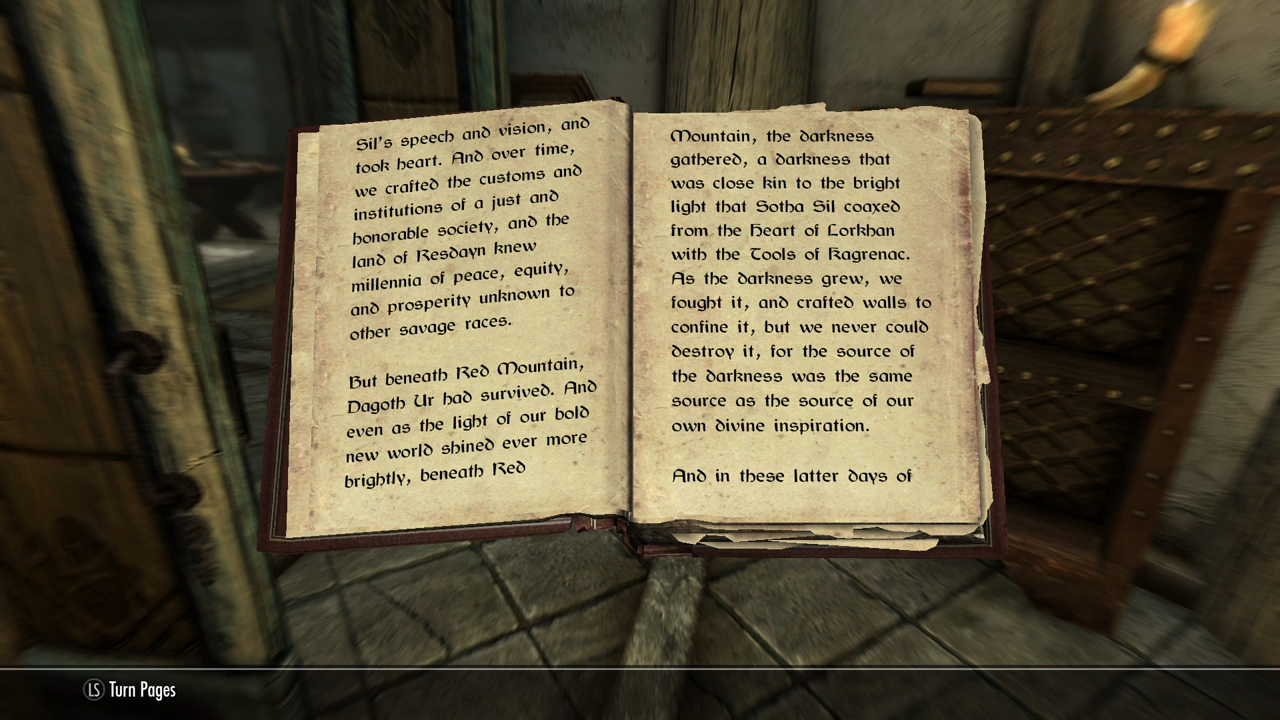 Sil's speech and vision, and
took heart. And over time,
we crafted the customs and
institutions of a just and
honorable society, and the
land of Resdayn knew
millennia of peace, equity,
and prosperity unknown to
other savage races.
But beneath Red Mountain,
Dagoth Ur had survived. And
even as the light of our bold
new world shined ever more
brightly, beneath Red
Mountain, the darkness
gathered, a darkness that
was close kin to the bright
light that Sotha Sil coaxed
from the Heart of Lorkhan
with the Tools of Kagrenac.
As the darkness grew, we
fought it, and crafted walls to
confine it, but we never could
destroy it, for the source of
the darkness was the same
source as the source of our
own divine inspiration.
And in these latter days of
LS Turn Pages